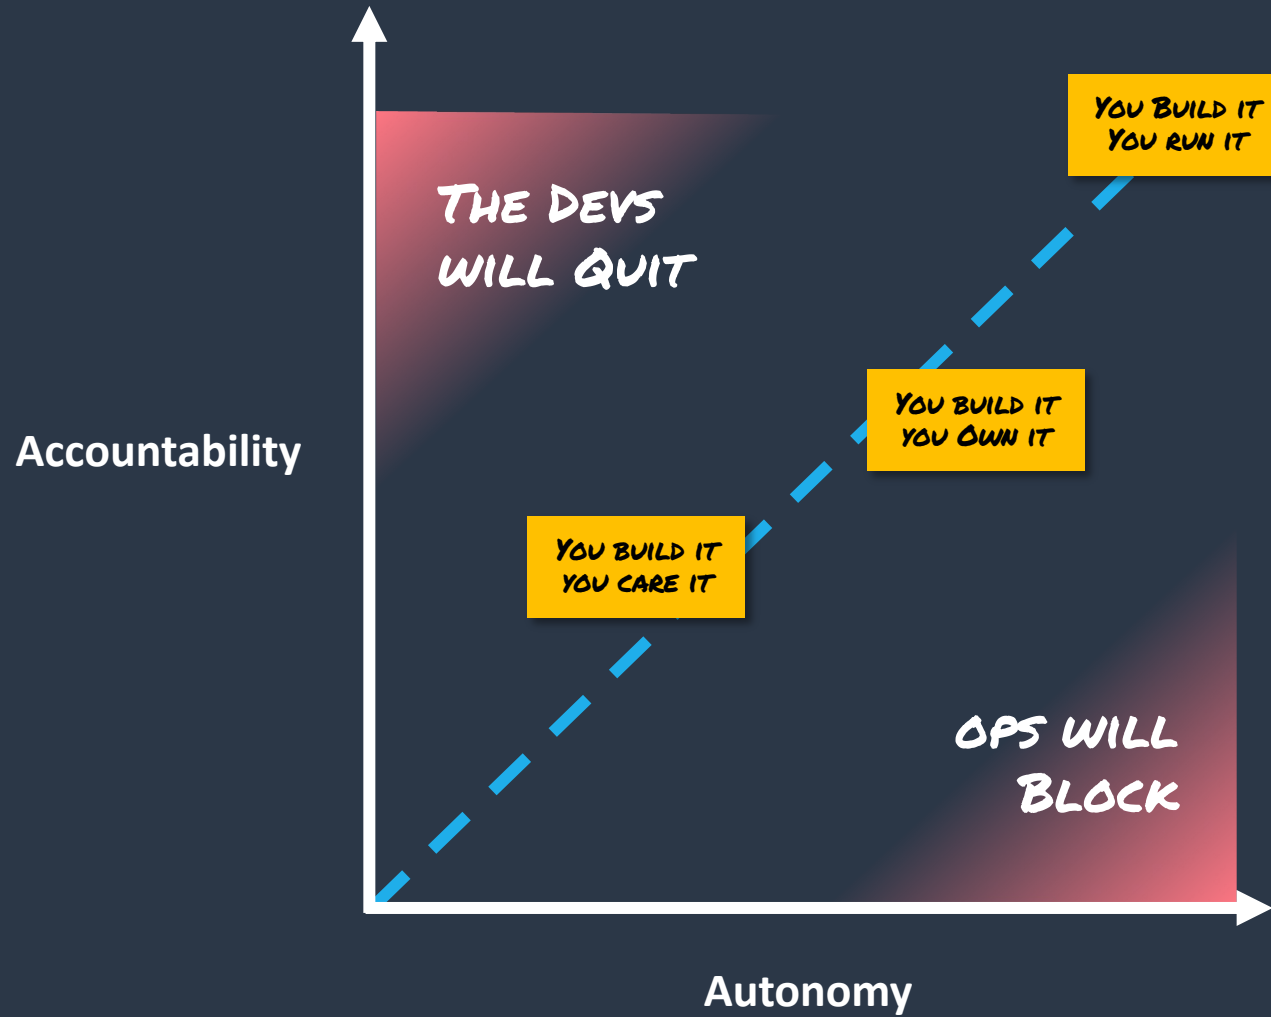 You Build it
You run it
The Devs
will Quit
You build it
you Own it
Accountability
You build it
you care it
ops will
Block
Autonomy